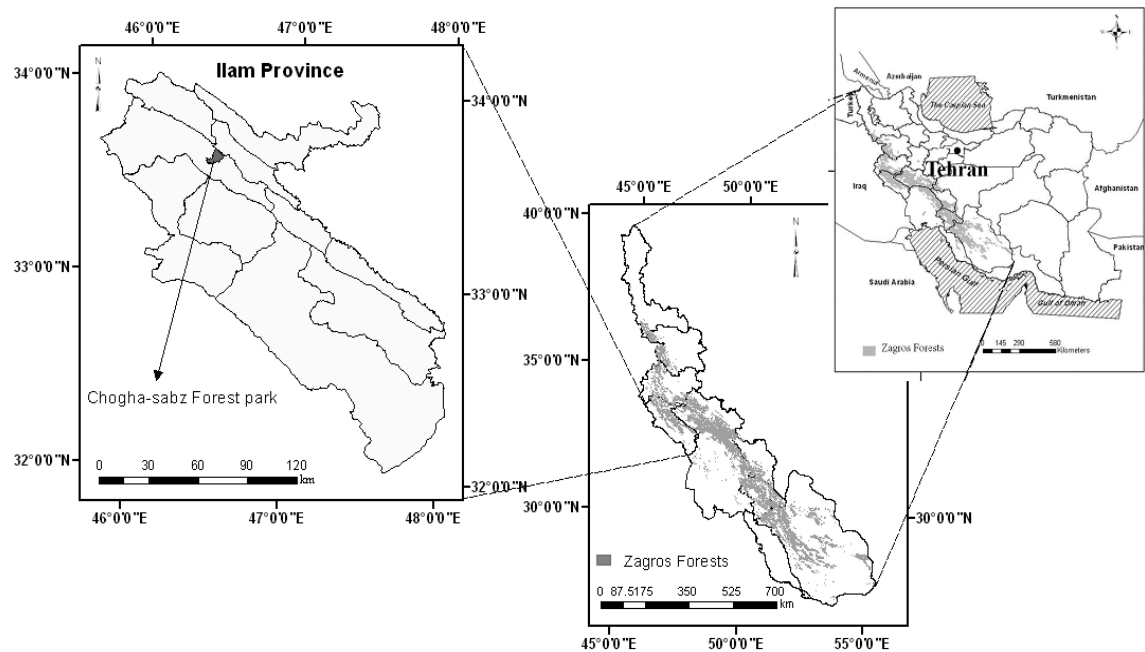 46°0'0"E 47°0'0"E 48°0'0"E
34°0'0"N
34°0'0"N
33°0'0"N
33°0'0"N
32°0'0"N
32°0'0"N
46°0'0"E 47°0'0"E 48°0'0"E
N
Ilam Province
Chogha-sabz Forest park
0 30 60 90 120
km
45°0'0"E 50°0'0"E
40°0'0"N
35°0'0"N
30°0'0"N
30°0'0"N
N
Zagros Forests
0 87.5175 350 525 700
km
45°0'0"E 50°0'0"E 55°0'0"E
N
Armenia
Azerbaijan
Turkey
The Caspian Sea
Turkmenistan
Tehran
Iraq
Afghanistan
Pakistan
Saudi Arabia
Persian Gulf
Gulf of Oman
Zagros Forests
0 145 290 580
Kilometers